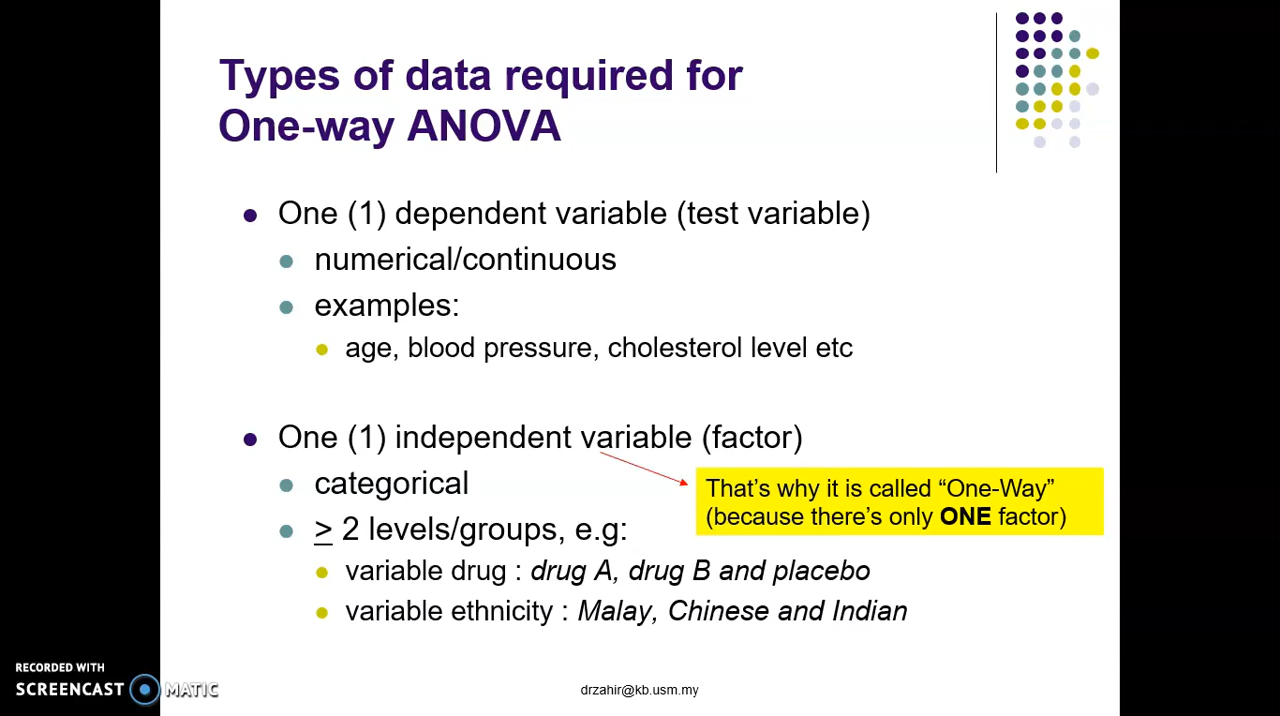 Types of data required for
One-way ANOVA
One (1) dependent variable (test variable)
numerical/continuous
examples:
age, blood pressure, cholesterol level etc
One (1) independent variable (factor)
categorical
That’s why it is called “One-Way”
(because there’s only ONE factor)
> 2 levels/groups, e.g:
variable drug : drug A, drug B and placebo
variable ethnicity : Malay, Chinese and Indian
RECORDED WITH
SCREENCAST MATIC
drzahir@kb.usm.my